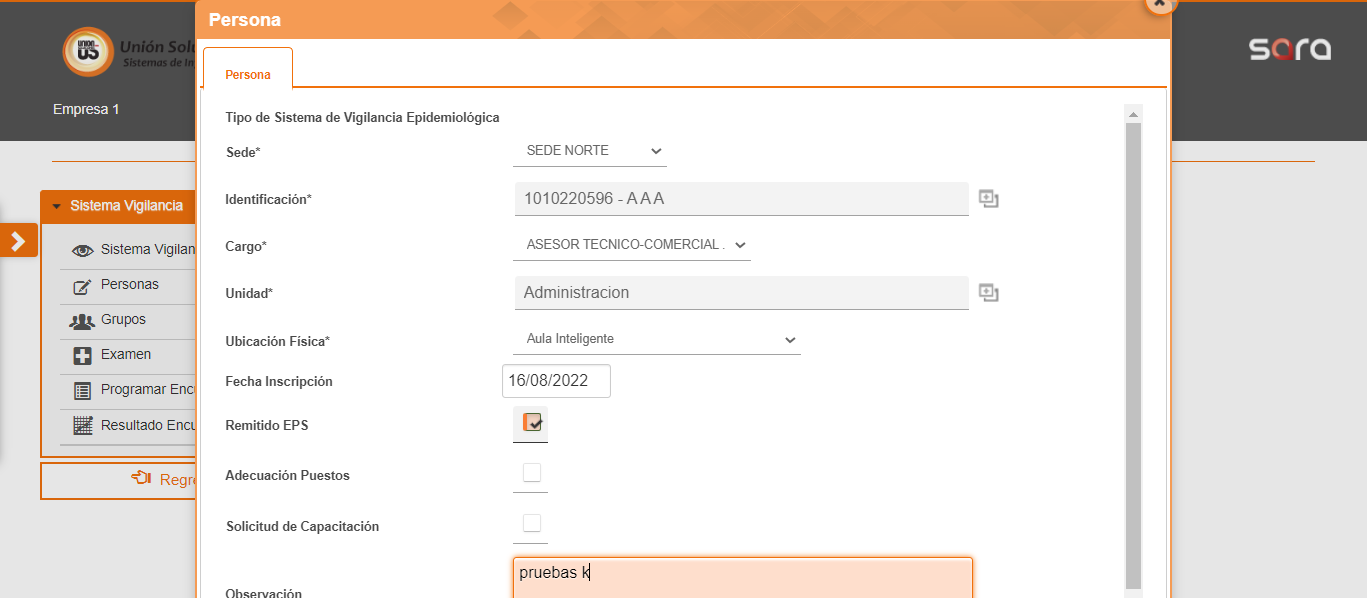 Persona
UNION
US
Unión Solu
Sistemas de In
sara
Persona
Empresa 1
Tipo de Sistema de Vigilancia Epidemiológica
Sede*
SEDE NORTE
Sistema Vigilancia
Identificación*
1010220596 - A A A
Sistema Vigilan
Cargo*
ASESOR TECNICO-COMERCIAL .
Personas
Unidad*
Administracion
Grupos
Ubicación Física*
Aula Inteligente
Examen
Fecha Inscripción
16/08/2022
Programar Encu
Remitido EPS
Resultado Encu
Adecuación Puestos
Regre
Solicitud de Capacitación
pruebas k
Observación